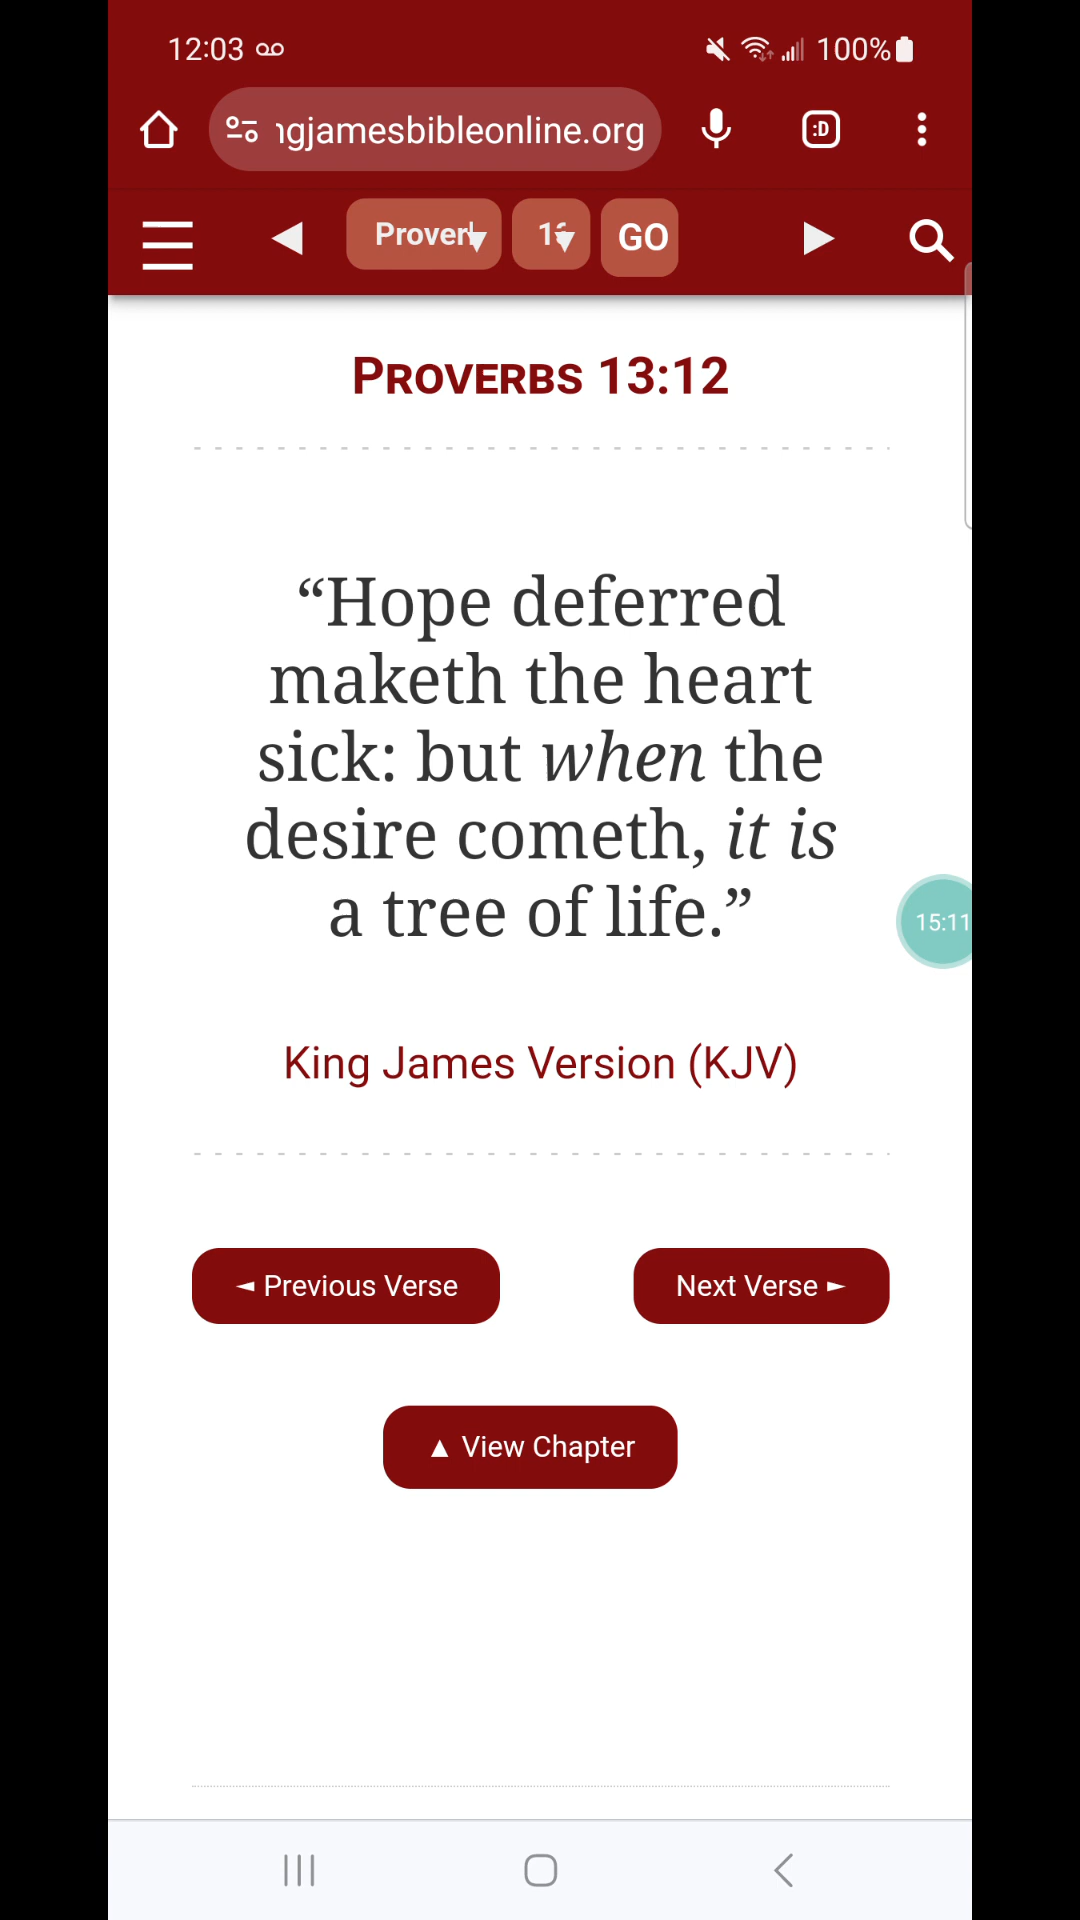 12:03
100%
ngjamesbibleonline.org
:D
GO
PROVERBS 13:12
“Hope deferred
maketh the heart
sick: but when the
desire cometh, it is
a tree of life.”
15:11
King James Version (KJV)
◄ Previous Verse
Next Verse ►
▲ View Chapter